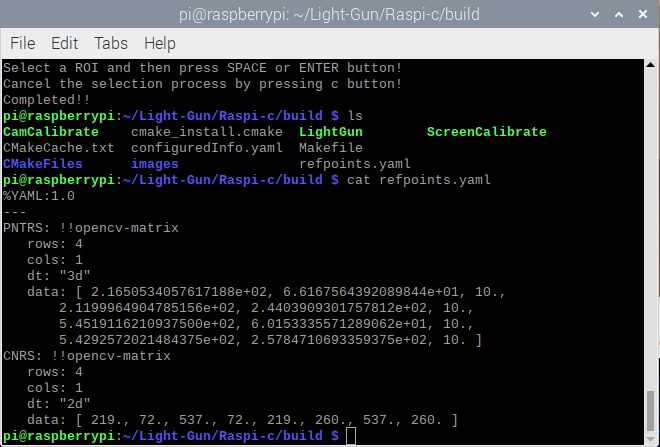 pi@raspberrypi: ~/Light-Gun/Raspi-c/build
File Edit Tabs Help
Select a ROI and then press SPACE or ENTER button!
Cancel the selection process by pressing c button!
Completed!!
pi@raspberrypi:~/Light-Gun/Raspi-c/build $ ls
CamCalibrate    cmake_install.cmake  LightGun        ScreenCalibrate
CMakeCache.txt  configuredInfo.yaml  Makefile
CMakeFiles      images               refpoints.yaml
pi@raspberrypi:~/Light-Gun/Raspi-c/build $ cat refpoints.yaml
%YAML:1.0
---
PNTRS: !!opencv-matrix
   rows: 4
   cols: 1
   dt: "3d"
   data: [ 2.1650534057617188e+02, 6.6167564392089844e+01, 10.,
       2.1199964904785156e+02, 2.4403909301757812e+02, 10.,
       5.4519116210937500e+02, 6.0153335571289062e+01, 10.,
       5.4292572021484375e+02, 2.5784710693359375e+02, 10. ]
CNRS: !!opencv-matrix
   rows: 4
   cols: 1
   dt: "2d"
   data: [ 219., 72., 537., 72., 219., 260., 537., 260. ]
pi@raspberrypi:~/Light-Gun/Raspi-c/build $